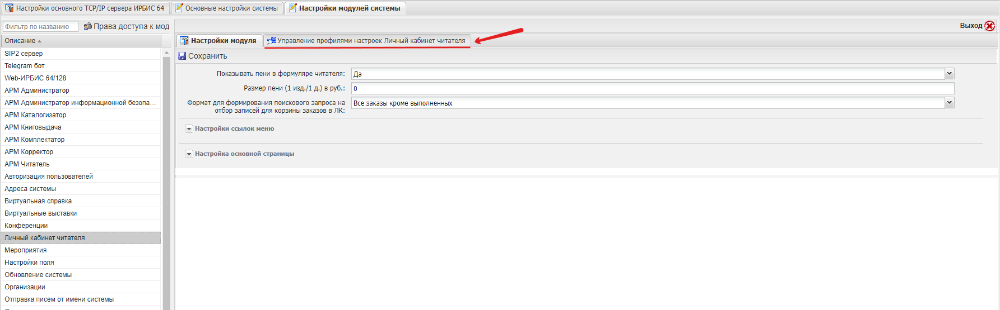 Настройки основного TCP/IP сервера ИРБИС 64
Основные настройки системы
Настройки модулей системы
Фильтр по названию
Права доступа к мод
Выход
Описание
SIP2 сервер
Telegram бот
Web-ИРБИС 64/128
АРМ Администратор
АРМ Администратор информационной безопа...
АРМ Каталогизатор
АРМ Книговыдача
АРМ Комплектатор
АРМ Корректор
АРМ Читатель
Авторизация пользователей
Адреса системы
Виртуальная справка
Виртуальные выставки
Конференции
Личный кабинет читателя
Мероприятия
Настройки поля
Обновление системы
Организации
Отправка писем от имени системы
Настройки модуля
Управление профилями настроек Личный кабинет читателя
Сохранить
Показывать пени в формуляре читателя:
Да
Размер пени (1 изд./1 д.) в руб.:
0
Формат для формирования поискового запроса на
отбор записей для корзины заказов в ЛК:
Все заказы кроме выполненных
Настройки ссылок меню
Настройка основной страницы